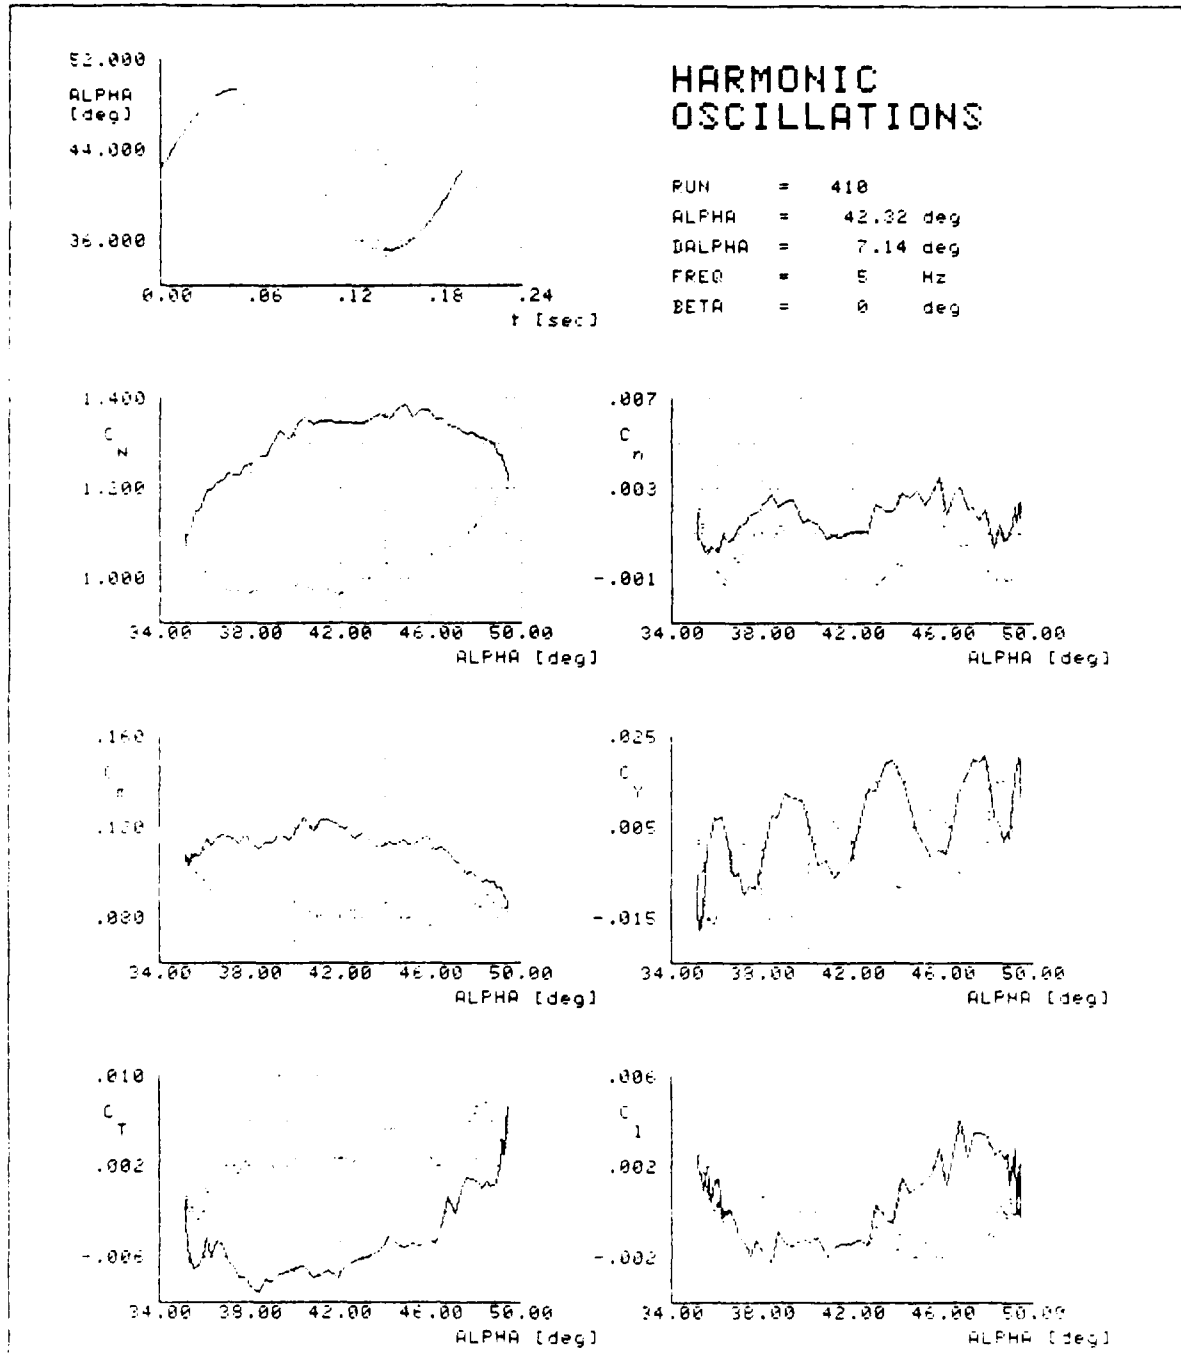 HARMONIC
OSCILLATIONS
RUN = 410
ALPHA = 42.32 deg
DALPHA = 7.14 deg
FREQ = 5 Hz
BETA = 0 deg
52.000
ALPHA
[deg]
44.000
36.000
0.00 .06 .12 .18 .24
t [sec]
1.400
C N
1.200
1.000
34.00 38.00 42.00 46.00 50.00
ALPHA [deg]
.007
C n
.003
-.001
34.00 38.00 42.00 46.00 50.00
ALPHA [deg]
.160
C m
.120
.080
34.00 38.00 42.00 46.00 50.00
ALPHA [deg]
.025
C Y
.005
-.015
34.00 38.00 42.00 46.00 50.00
ALPHA [deg]
.010
C T
.002
-.006
34.00 38.00 42.00 46.00 50.00
ALPHA [deg]
.006
C l
.002
-.002
34.00 38.00 42.00 46.00 50.00
ALPHA [deg]